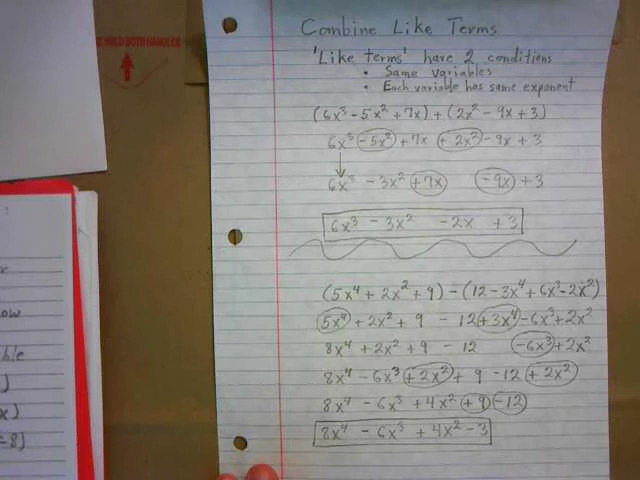 Combine Like Terms
'Like terms' have 2 conditions
• Same variables
• Each variable has same exponent
(6x³ - 5x² + 7x) + (2x² - 9x + 3)
6x³ - 5x² + 7x + 2x² - 9x + 3
6x³ - 3x² + 7x - 9x + 3
6x³ - 3x² - 2x + 3
(5x⁴ + 2x² + 9) - (12 - 3x⁴ + 6x³ - 2x²)
5x⁴ + 2x² + 9 - 12 + 3x⁴ - 6x³ + 2x²
8x⁴ + 2x² + 9 - 12 - 6x³ + 2x²
8x⁴ - 6x³ + 2x² + 9 - 12 + 2x²
8x⁴ - 6x³ + 4x² + 9 - 12
8x⁴ - 6x³ + 4x² - 3
HOLD BOTH HANDLES